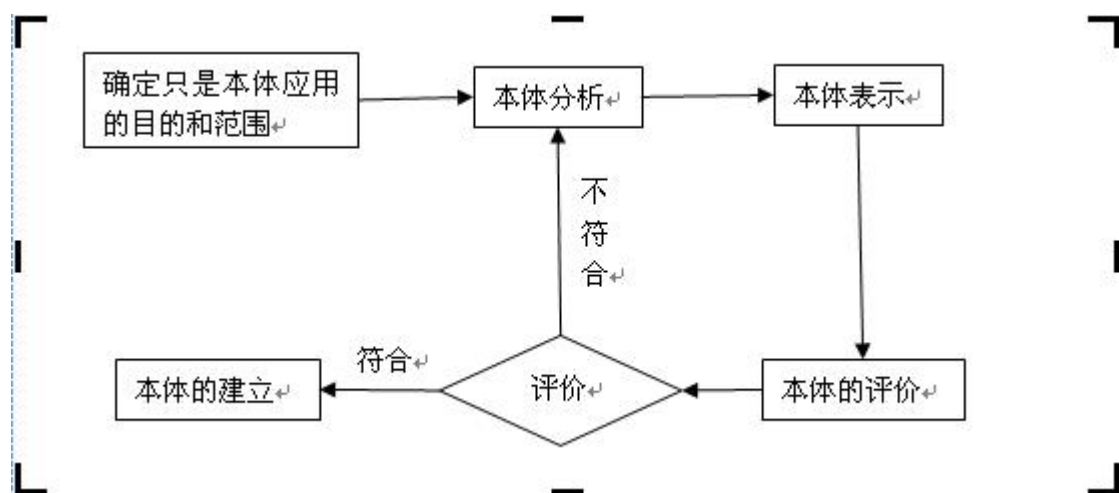 确定只是本体应用
的目的和范围
本体分析
本体表示
不
符
合
符合
本体的建立
评价
本体的评价